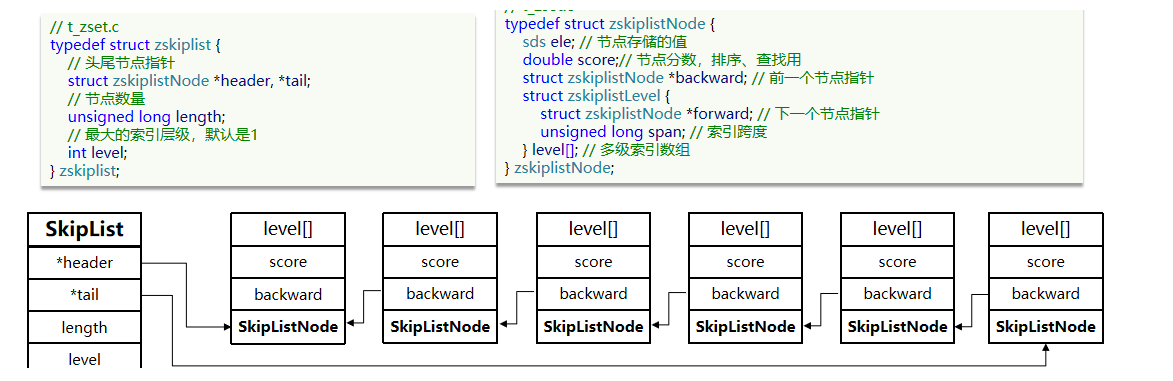 // t_zset.c
typedef struct zskiplist {
// 头尾节点指针
struct zskiplistNode *header, *tail;
// 节点数量
unsigned long length;
// 最大的索引层级，默认是1
int level;
} zskiplist;
typedef struct zskiplistNode {
sds ele; // 节点存储的值
double score;// 节点分数，排序、查找用
struct zskiplistNode *backward; // 前一个节点指针
struct zskiplistLevel {
struct zskiplistNode *forward; // 下一个节点指针
unsigned long span; // 索引跨度
} level[]; // 多级索引数组
} zskiplistNode;
SkipList
*header
*tail
length
level
level[]
score
backward
SkipListNode
level[]
score
backward
SkipListNode
level[]
score
backward
SkipListNode
level[]
score
backward
SkipListNode
level[]
score
backward
SkipListNode
level[]
score
backward
SkipListNode